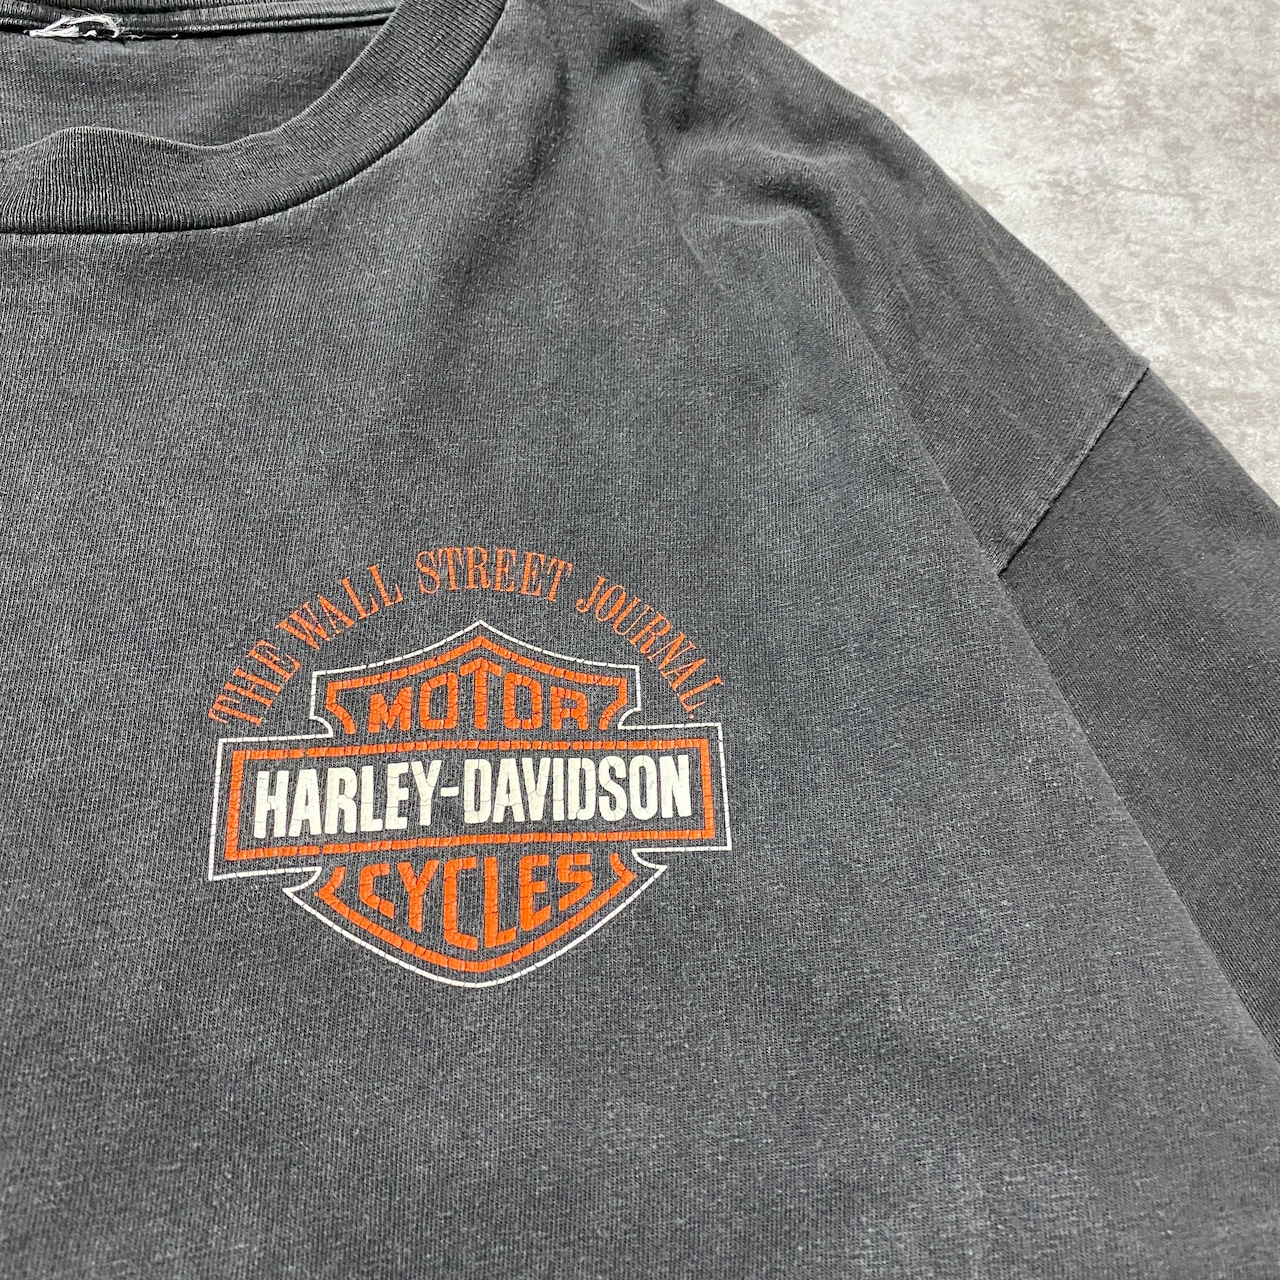 THE WALL STREET JOURNAL.
MOTOR
HARLEY-DAVIDSON
CYCLES